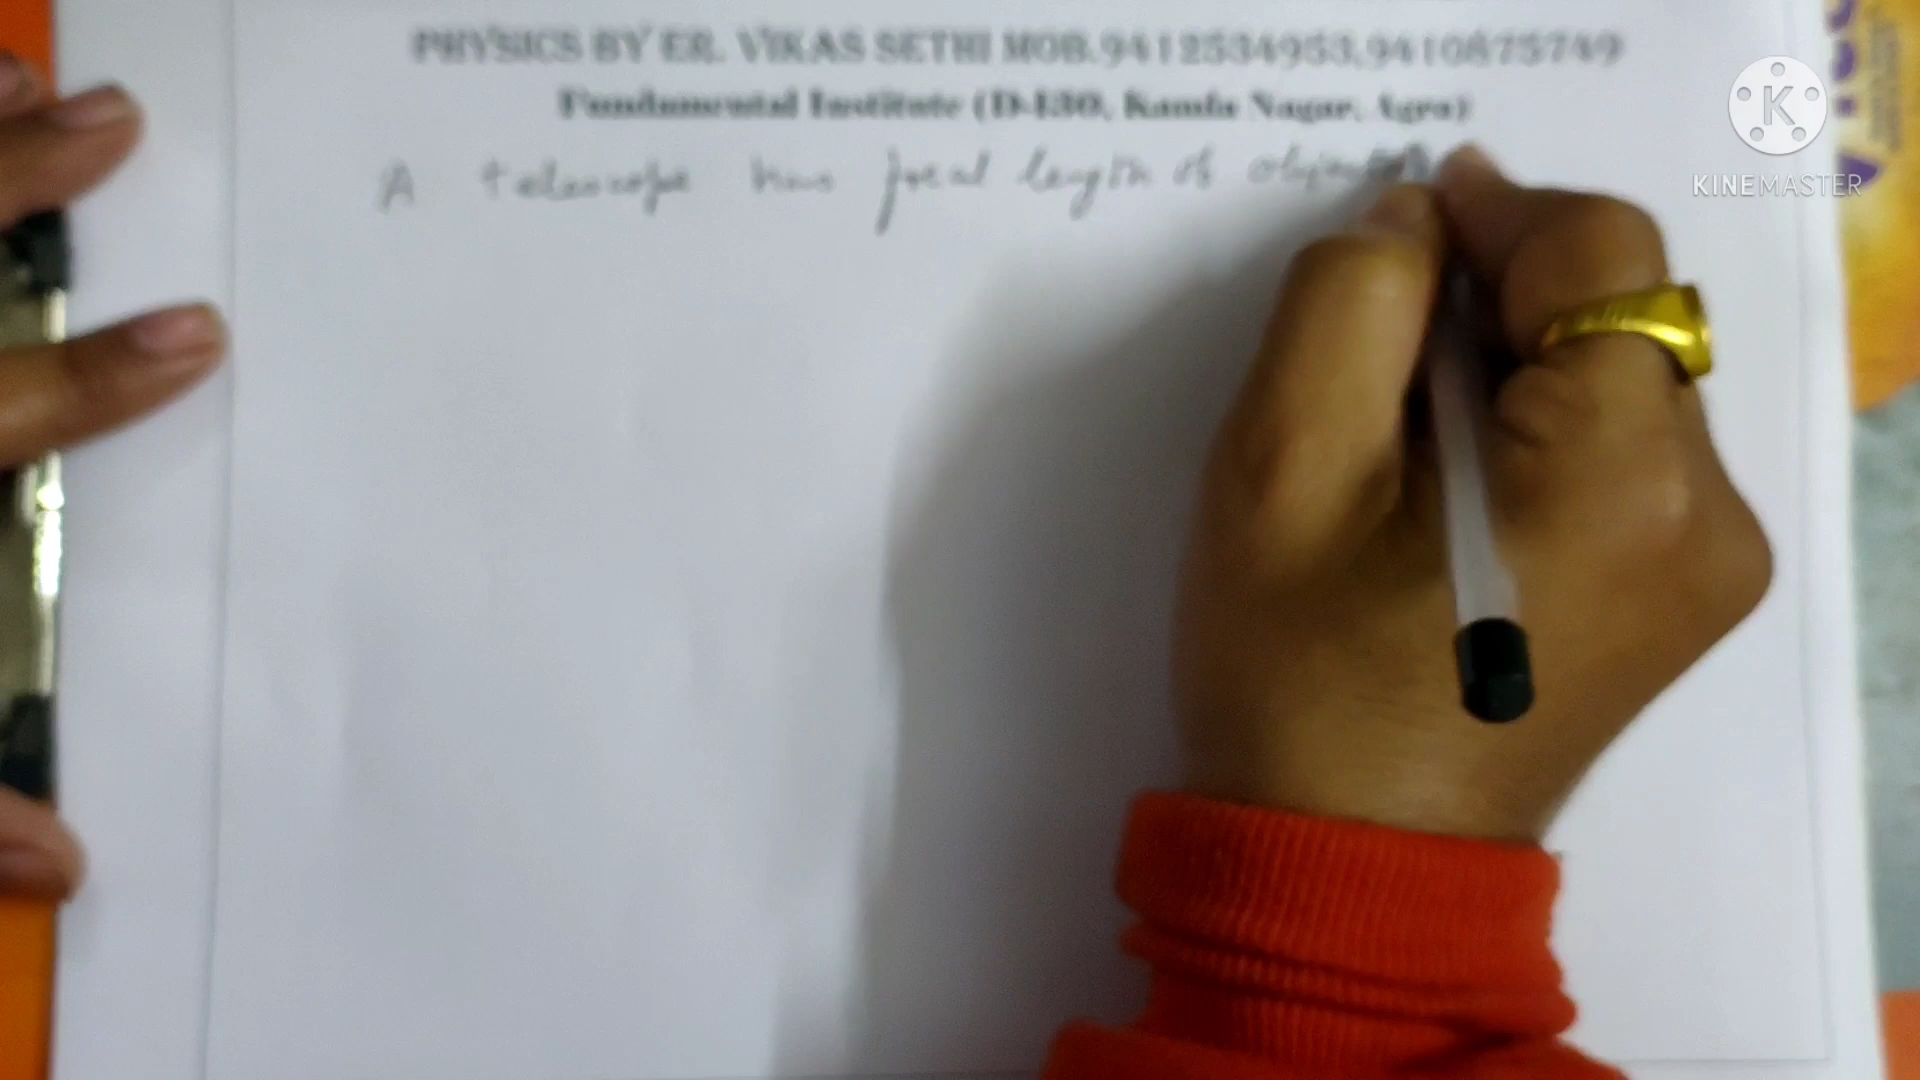 PHYSICS BY ER. VIKAS SETHI MOB.9412534953,9410875749
Fundamental Institute (D-130, Kamla Nagar, Agra)
A telescope has focal length of
KINEMASTER